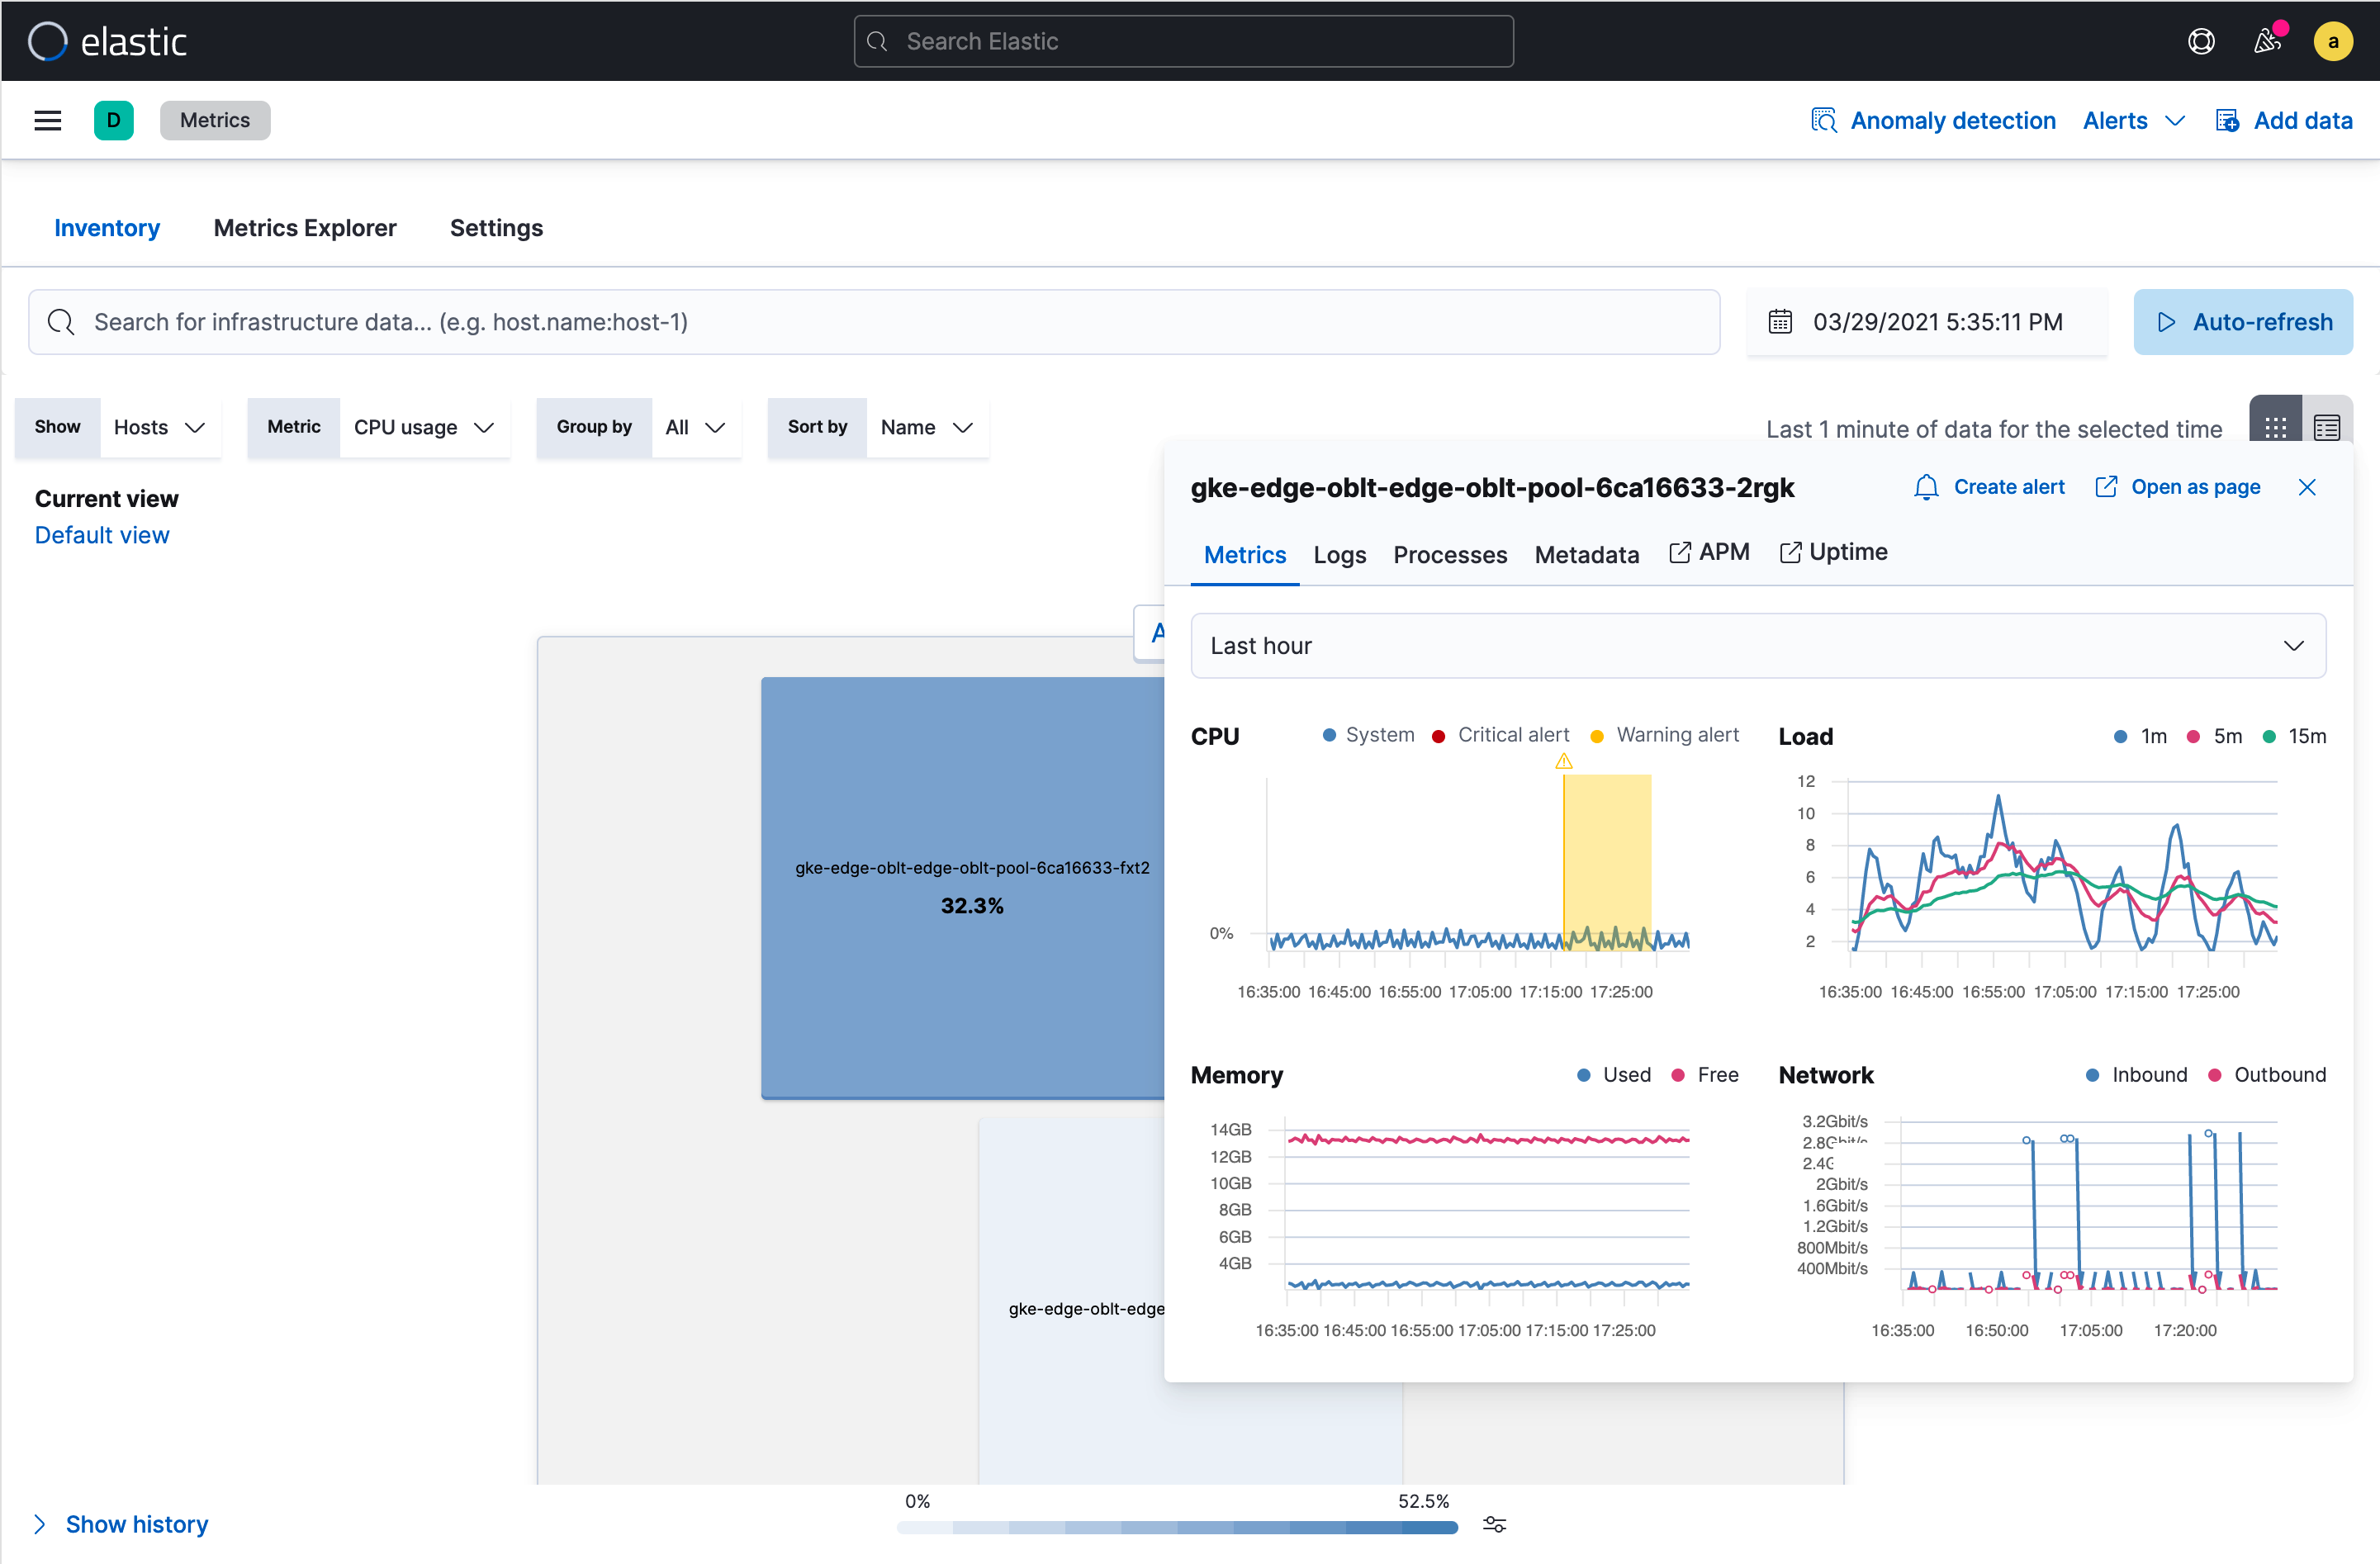 elastic
Search Elastic
a
D
Metrics
Anomaly detection
Alerts
Add data
Inventory
Metrics Explorer
Settings
Search for infrastructure data... (e.g. host.name:host-1)
03/29/2021 5:35:11 PM
Auto-refresh
Show
Hosts
Metric
CPU usage
Group by
All
Sort by
Name
Last 1 minute of data for the selected time
Current view
Default view
A
gke-edge-oblt-edge-oblt-pool-6ca16633-fxt2
32.3%
gke-edge-oblt-edge
gke-edge-oblt-edge-oblt-pool-6ca16633-2rgk
Create alert
Open as page
Metrics
Logs
Processes
Metadata
APM
Uptime
Last hour
CPU
System
Critical alert
Warning alert
0%
16:35:00 16:45:00 16:55:00 17:05:00 17:15:00 17:25:00
Load
1m
5m
15m
12
10
8
6
4
2
16:35:00 16:45:00 16:55:00 17:05:00 17:15:00 17:25:00
Memory
Used
Free
14GB
12GB
10GB
8GB
6GB
4GB
16:35:00 16:45:00 16:55:00 17:05:00 17:15:00 17:25:00
Network
Inbound
Outbound
3.2Gbit/s
2.8Gbit/s
2.4G
2Gbit/s
1.6Gbit/s
1.2Gbit/s
800Mbit/s
400Mbit/s
16:35:00 16:50:00 17:05:00 17:20:00
0%
52.5%
Show history